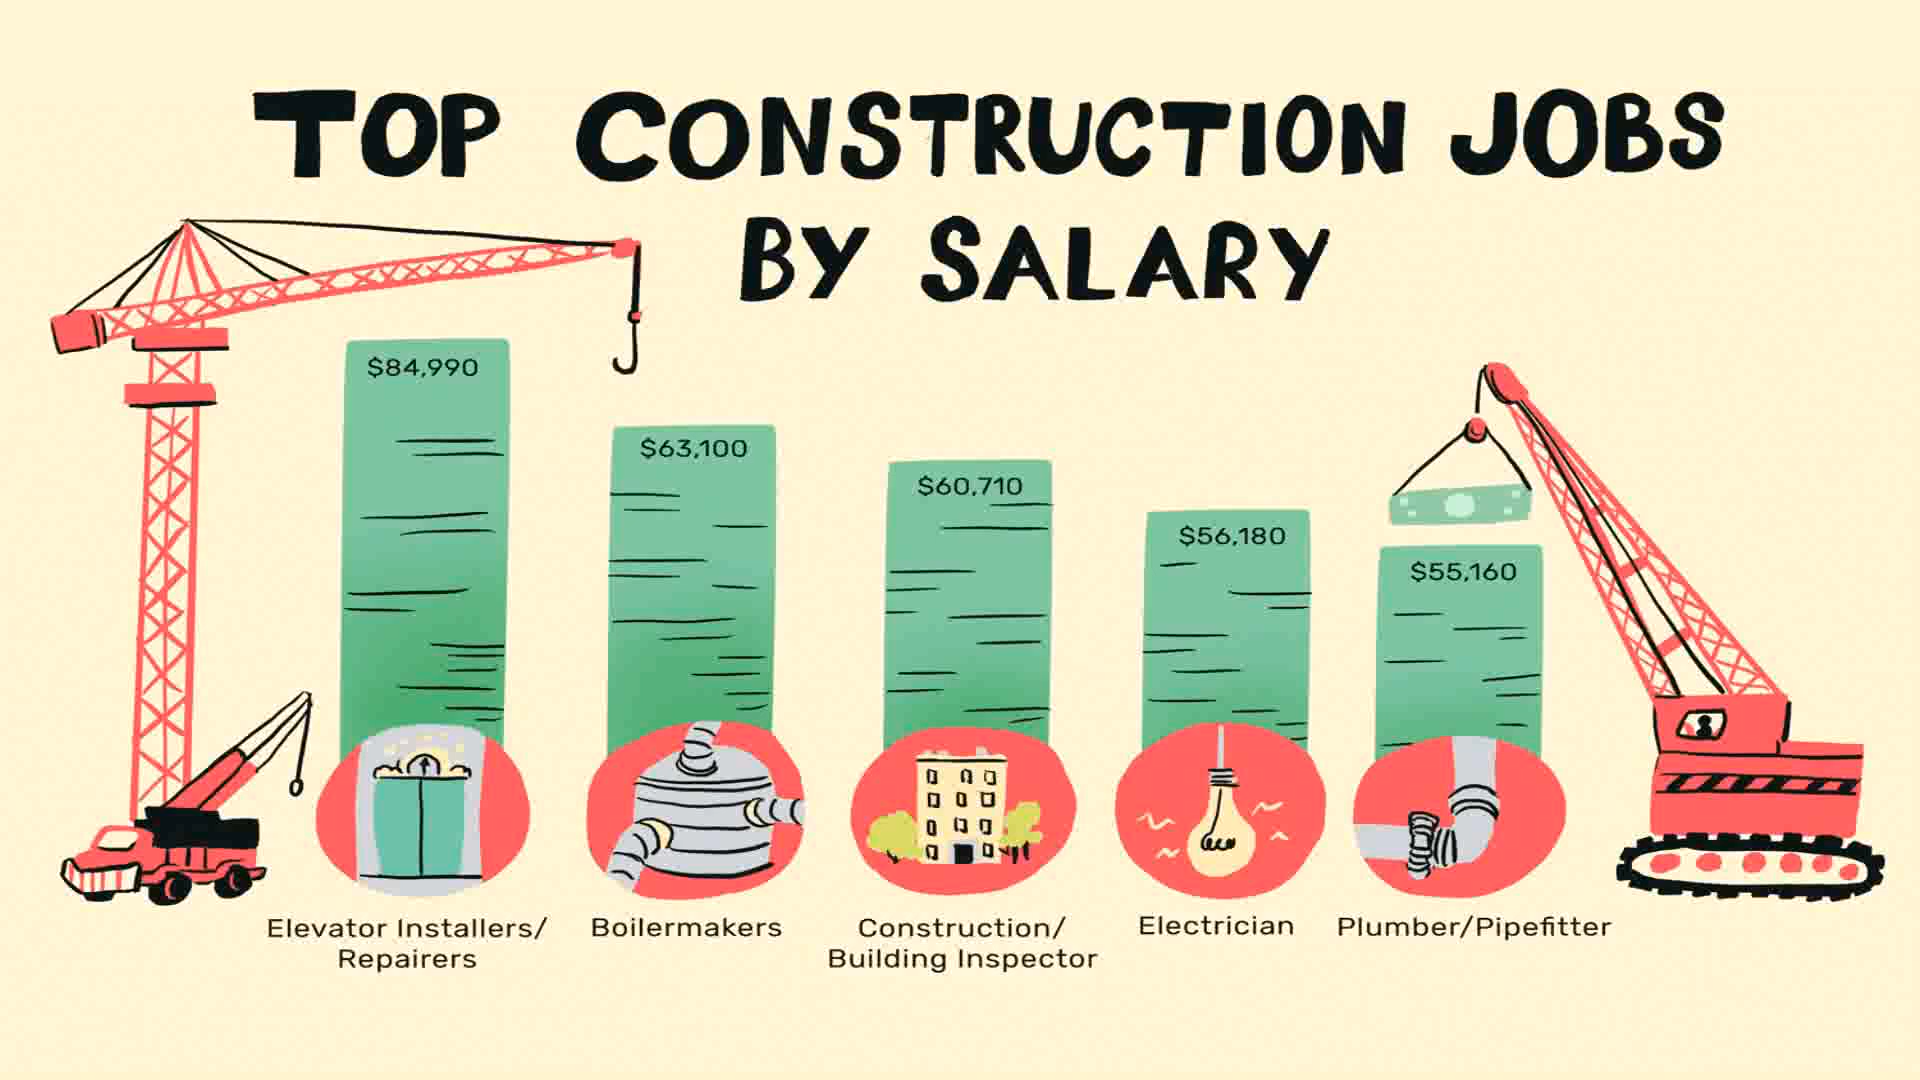 TOP CONSTRUCTION JOBS
BY SALARY
$84,990
$63,100
$60,710
$56,180
$55,160
Elevator Installers/
Repairers
Boilermakers
Construction/
Building Inspector
Electrician
Plumber/Pipefitter